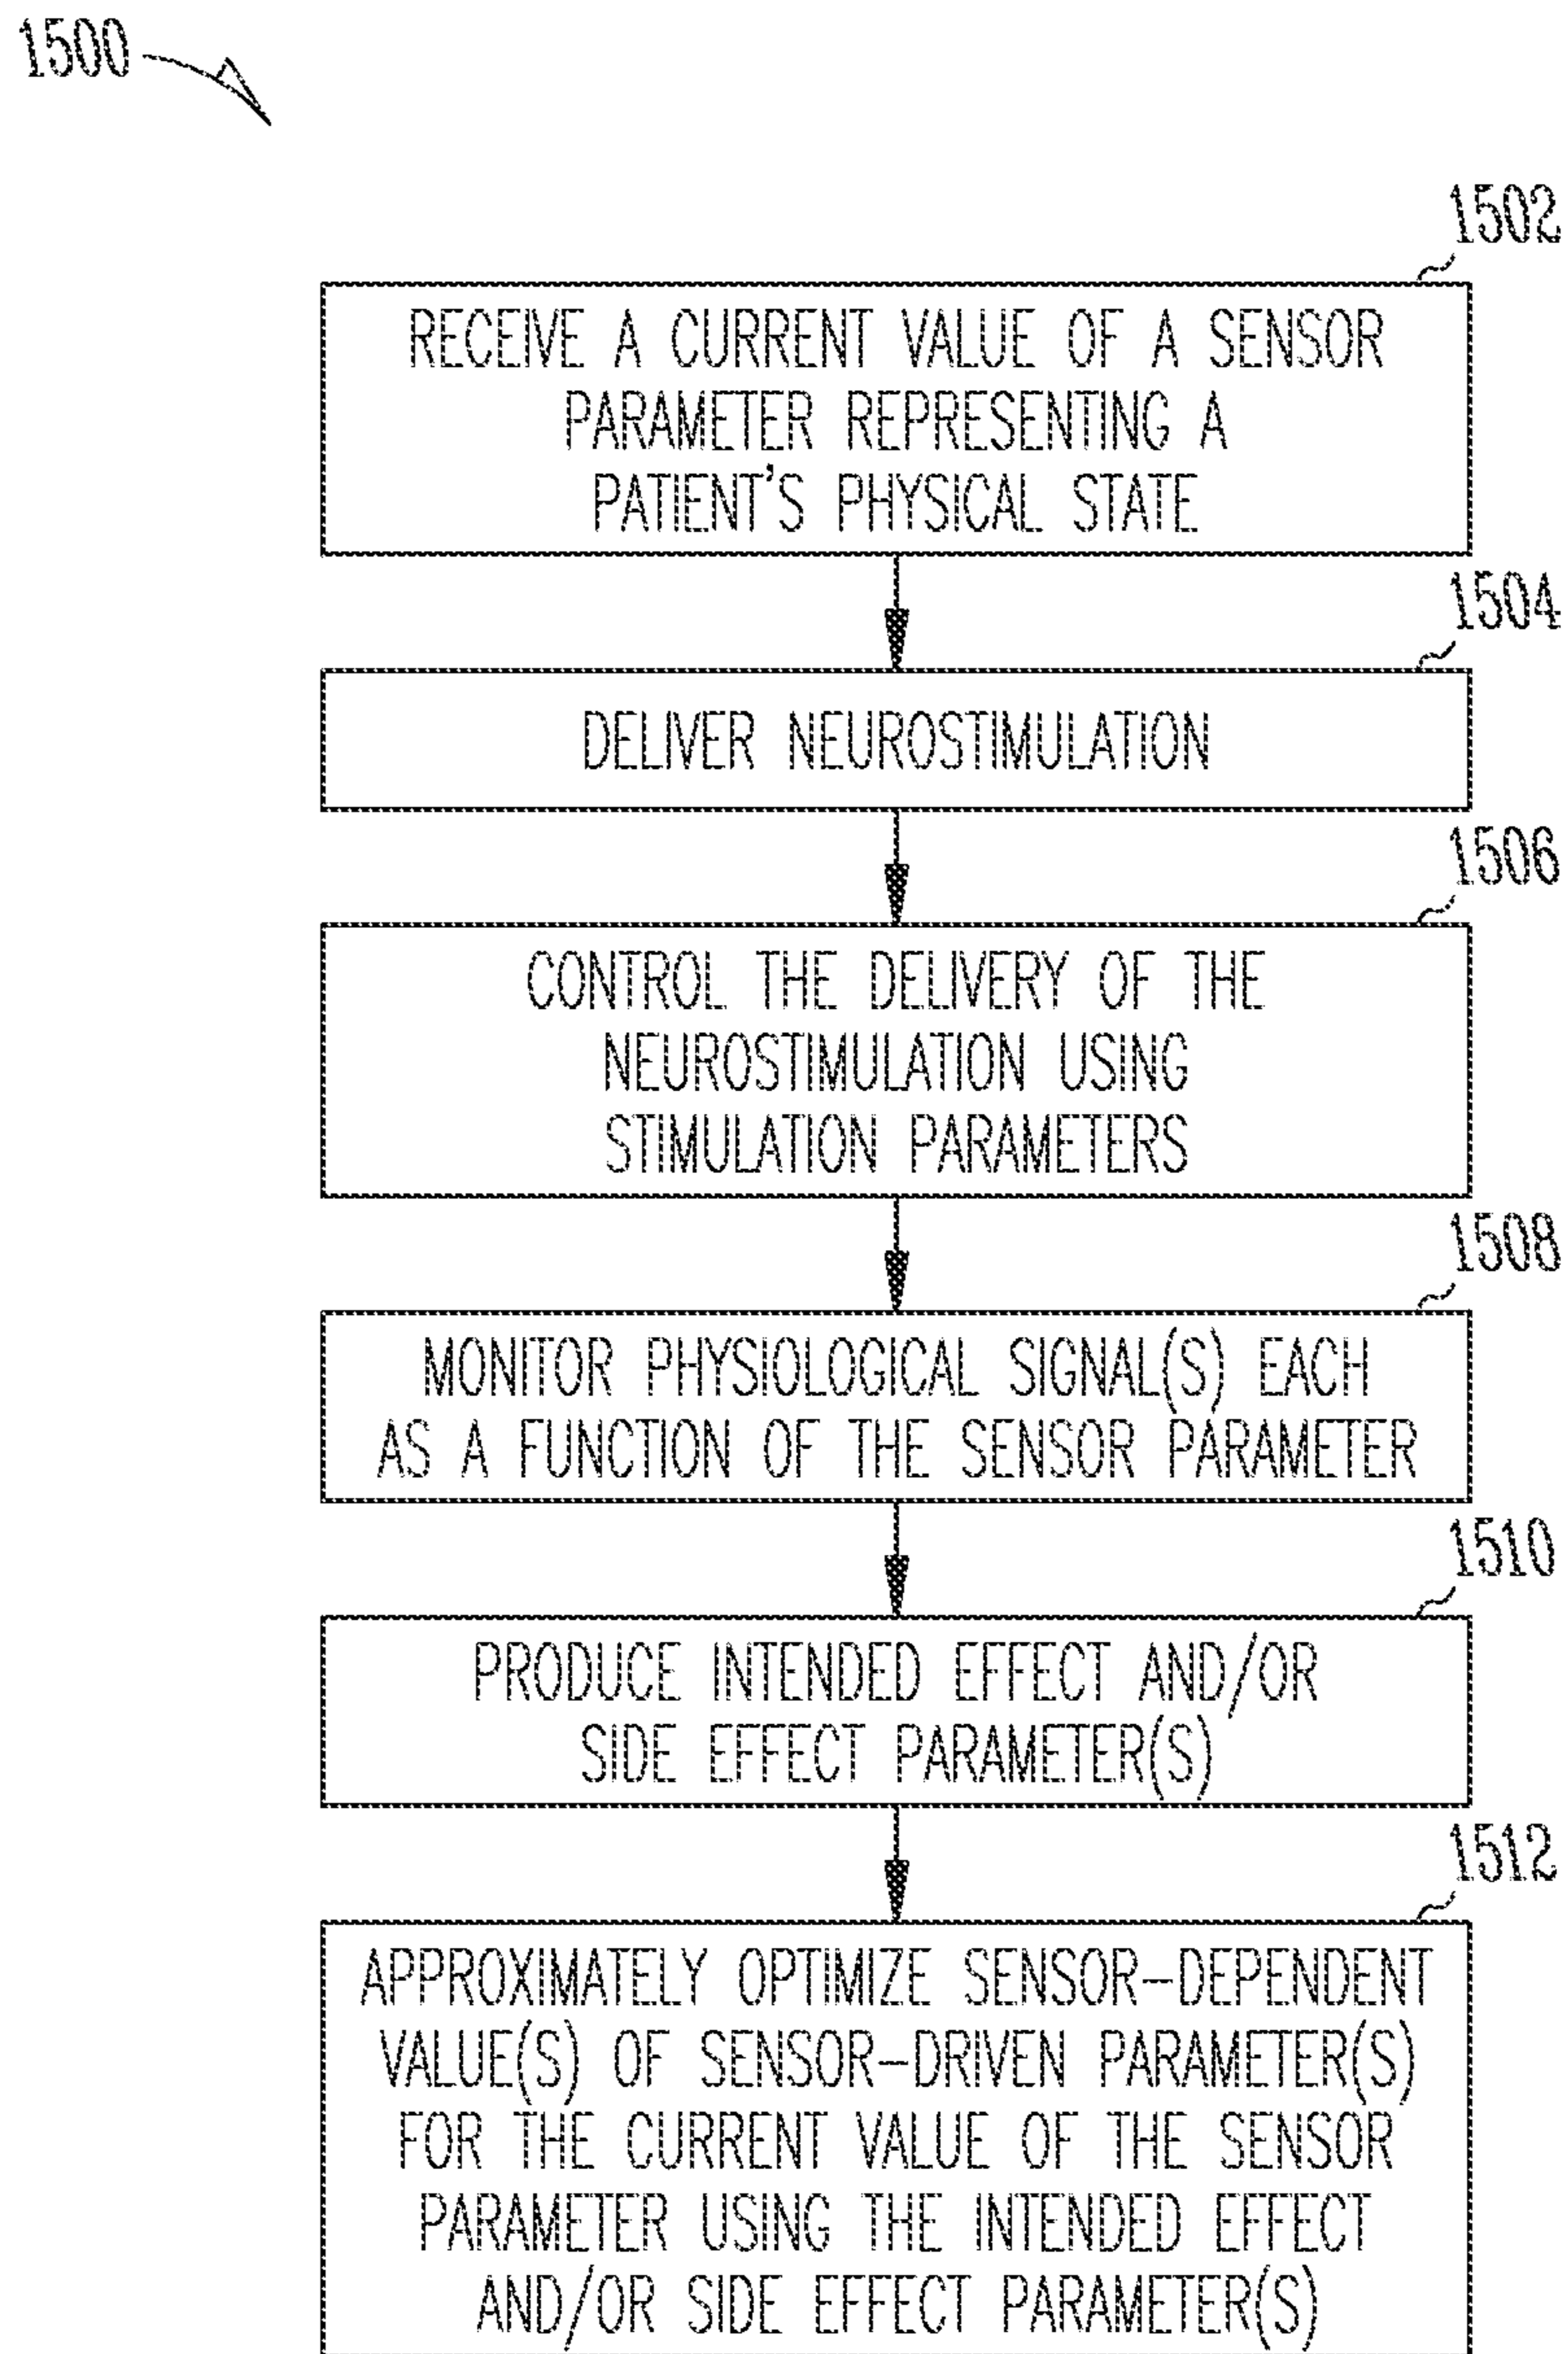 1500
1502
RECEIVE A CURRENT VALUE OF A SENSOR
PARAMETER REPRESENTING A
PATIENT'S PHYSICAL STATE
1504
DELIVER NEUROSTIMULATION
1506
CONTROL THE DELIVERY OF THE
NEUROSTIMULATION USING
STIMULATION PARAMETERS
1508
MONITOR PHYSIOLOGICAL SIGNAL(S) EACH
AS A FUNCTION OF THE SENSOR PARAMETER
1510
PRODUCE INTENDED EFFECT AND/OR
SIDE EFFECT PARAMETER(S)
1512
APPROXIMATELY OPTIMIZE SENSOR–DEPENDENT
VALUE(S) OF SENSOR–DRIVEN PARAMETER(S)
FOR THE CURRENT VALUE OF THE SENSOR
PARAMETER USING THE INTENDED EFFECT
AND/OR SIDE EFFECT PARAMETER(S)